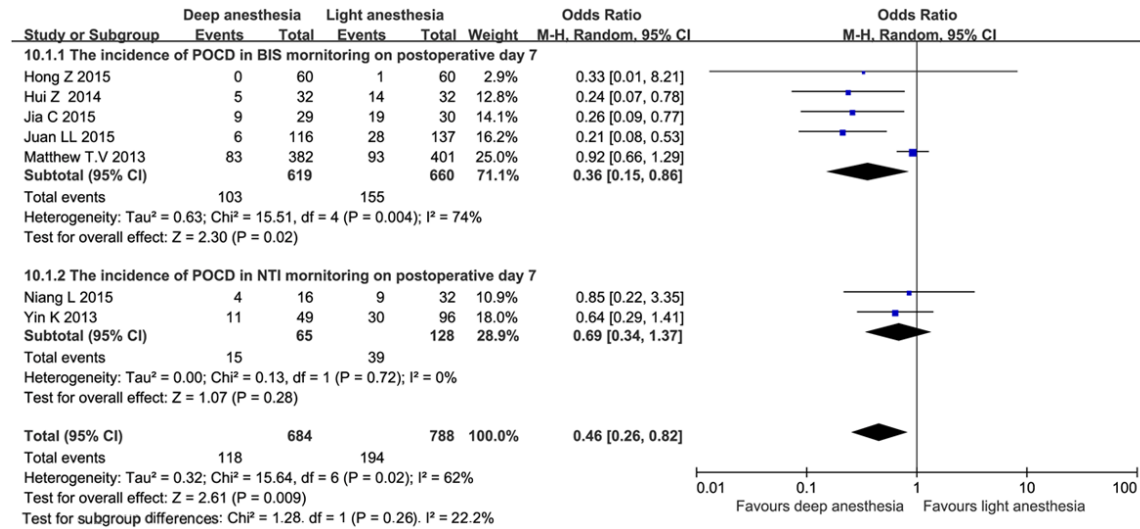 Deep anesthesia Light anesthesia Odds Ratio Odds Ratio
Study or Subgroup Events Total Events Total Weight M-H, Random, 95% CI M-H, Random, 95% CI
10.1.1 The incidence of POCD in BIS mornitoring on postoperative day 7
Hong Z 2015 0 60 1 60 2.9% 0.33 [0.01, 8.21]
Hui Z 2014 5 32 14 32 12.8% 0.24 [0.07, 0.78]
Jia C 2015 9 29 19 30 14.1% 0.26 [0.09, 0.77]
Juan LL 2015 6 116 28 137 16.2% 0.21 [0.08, 0.53]
Matthew T.V 2013 83 382 93 401 25.0% 0.92 [0.66, 1.29]
Subtotal (95% CI) 619 660 71.1% 0.36 [0.15, 0.86]
Total events 103 155
Heterogeneity: Tau² = 0.63; Chi² = 15.51, df = 4 (P = 0.004); I² = 74%
Test for overall effect: Z = 2.30 (P = 0.02)
10.1.2 The incidence of POCD in NTI mornitoring on postoperative day 7
Niang L 2015 4 16 9 32 10.9% 0.85 [0.22, 3.35]
Yin K 2013 11 49 30 96 18.0% 0.64 [0.29, 1.41]
Subtotal (95% CI) 65 128 28.9% 0.69 [0.34, 1.37]
Total events 15 39
Heterogeneity: Tau² = 0.00; Chi² = 0.13, df = 1 (P = 0.72); I² = 0%
Test for overall effect: Z = 1.07 (P = 0.28)
Total (95% CI) 684 788 100.0% 0.46 [0.26, 0.82]
Total events 118 194
Heterogeneity: Tau² = 0.32; Chi² = 15.64, df = 6 (P = 0.02); I² = 62%
Test for overall effect: Z = 2.61 (P = 0.009)
Test for subgroup differences: Chi² = 1.28. df = 1 (P = 0.26). I² = 22.2%
0.01 0.1 1 10 100
Favours deep anesthesia Favours light anesthesia